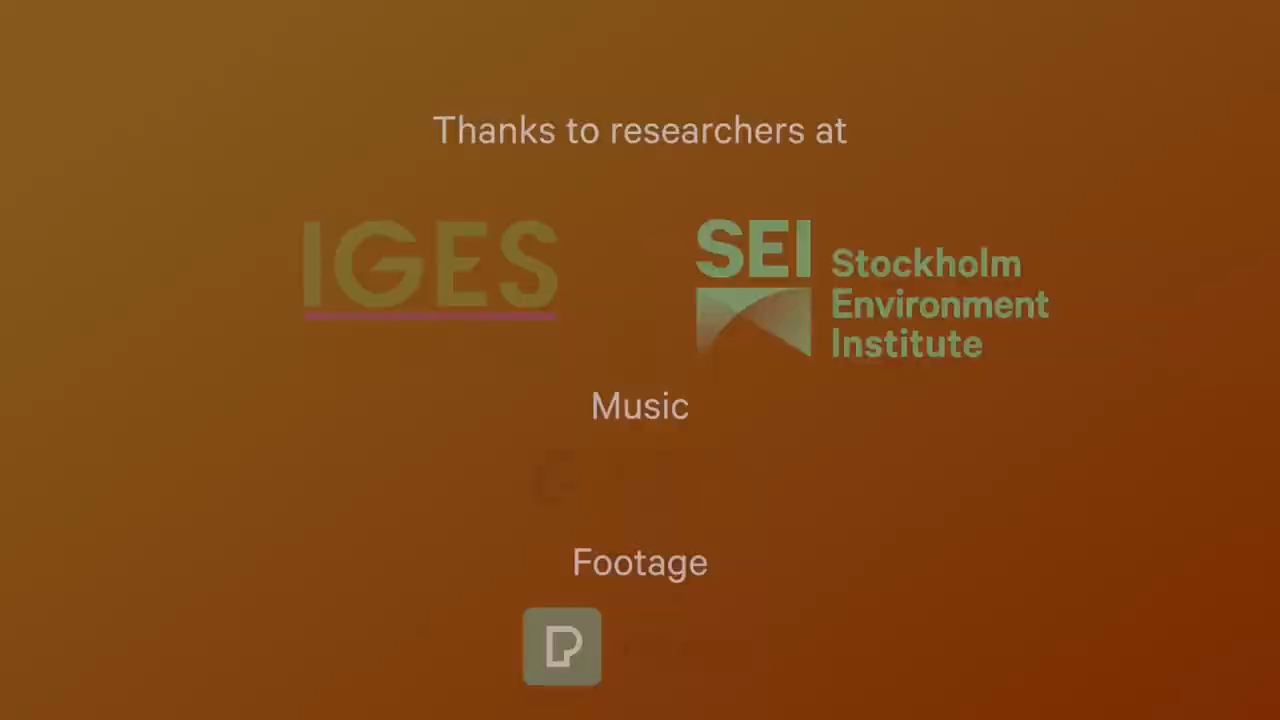 Thanks to researchers at
IGES
SEI
Stockholm
Environment
Institute
Music
Footage